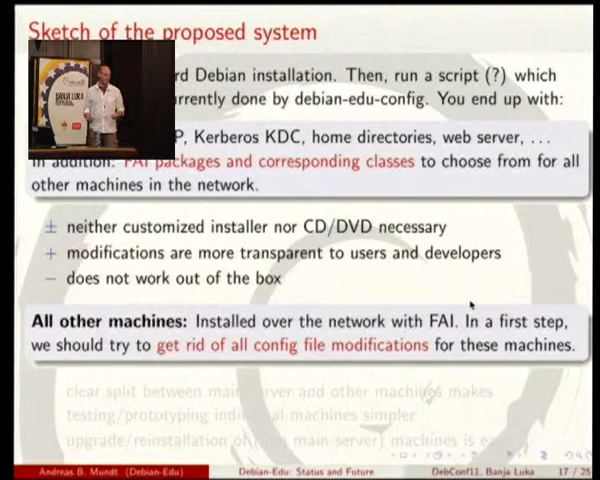 Sketch of the proposed system
rd Debian installation. Then, run a script (?) which
rrently done by debian-edu-config. You end up with:
P, Kerberos KDC, home directories, web server, ...
In addition: FAI packages and corresponding classes to choose from for all
other machines in the network.
± neither customized installer nor CD/DVD necessary
+ modifications are more transparent to users and developers
− does not work out of the box
All other machines: Installed over the network with FAI. In a first step,
we should try to get rid of all config file modifications for these machines.
clear split between main server and other machines makes
testing/prototyping individual machines simpler
upgrade/reinstallation of main server) machines is
BANJA LUKA
Andreas B. Mundt (Debian-Edu) Debian-Edu: Status and Future DebConf11, Banja Luka 17 / 25